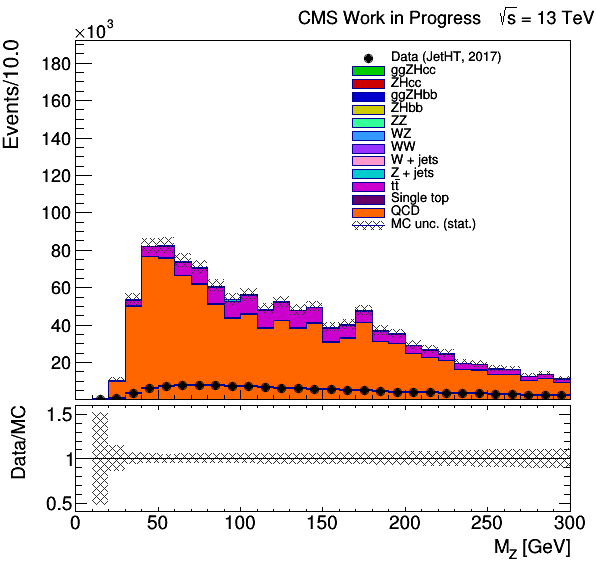 CMS Work in Progress √s = 13 TeV
×10³
Events/10.0
180
160
140
120
100
80
60
40
20
Data (JetHT, 2017)
ggZHcc
ZHcc
ggZHbb
ZHbb
ZZ
WZ
WW
W + jets
Z + jets
tt̄
Single top
QCD
MC unc. (stat.)
Data/MC
1.5
1
0.5
0 50 100 150 200 250 300
M_Z [GeV]